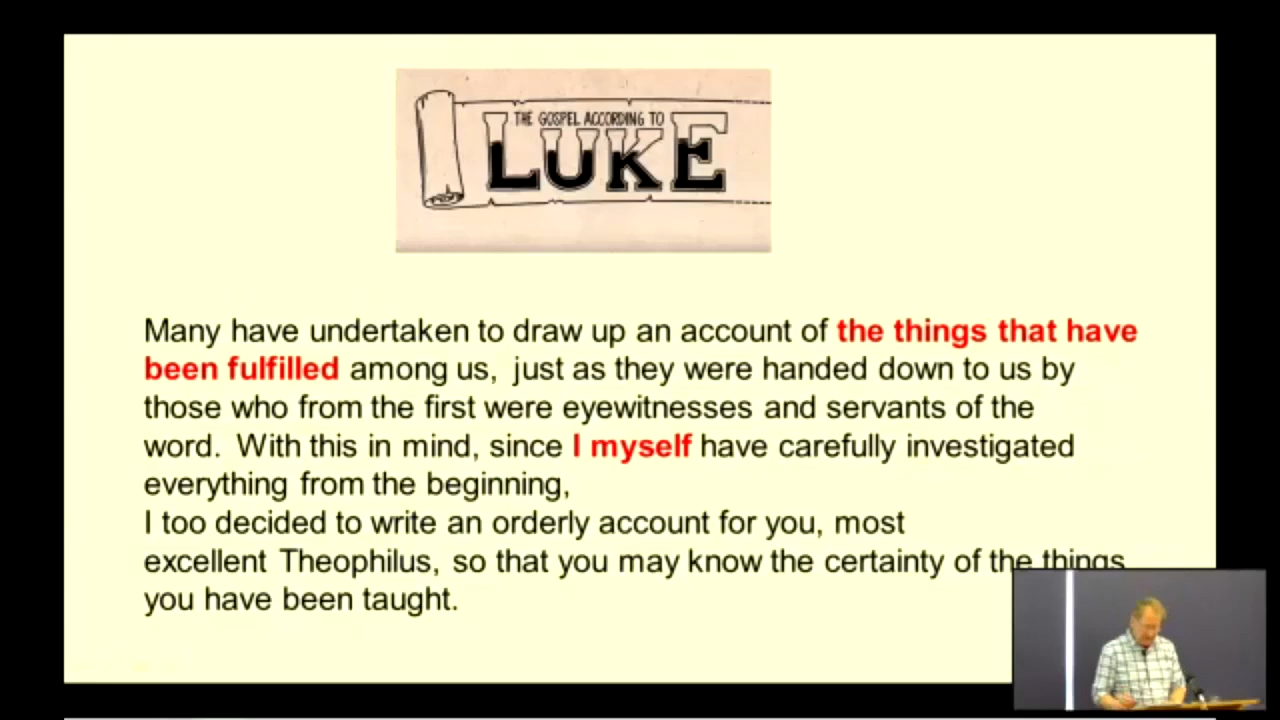 THE GOSPEL ACCORDING TO
LUKE
Many have undertaken to draw up an account of the things that have
been fulfilled among us, just as they were handed down to us by
those who from the first were eyewitnesses and servants of the
word. With this in mind, since I myself have carefully investigated
everything from the beginning,
I too decided to write an orderly account for you, most
excellent Theophilus, so that you may know the certainty of the things
you have been taught.